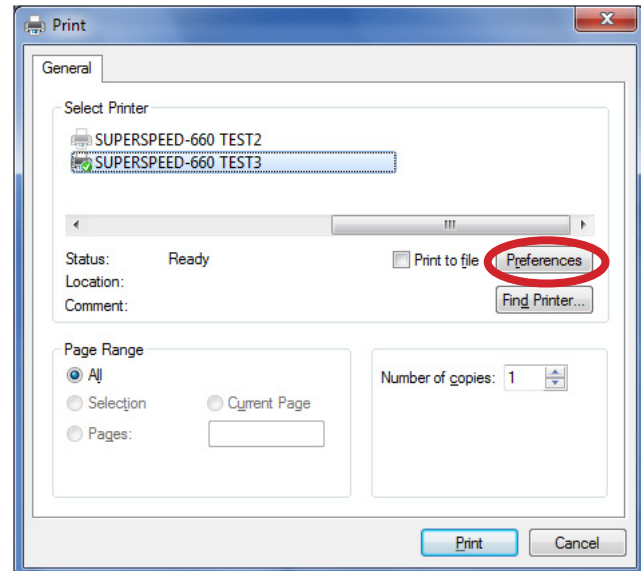 Print
General
Select Printer
SUPERSPEED-660 TEST2
SUPERSPEED-660 TEST3
Status: Ready
Print to file
Preferences
Location:
Comment:
Find Printer...
Page Range
All
Selection
Current Page
Pages:
Number of copies: 1
Print
Cancel